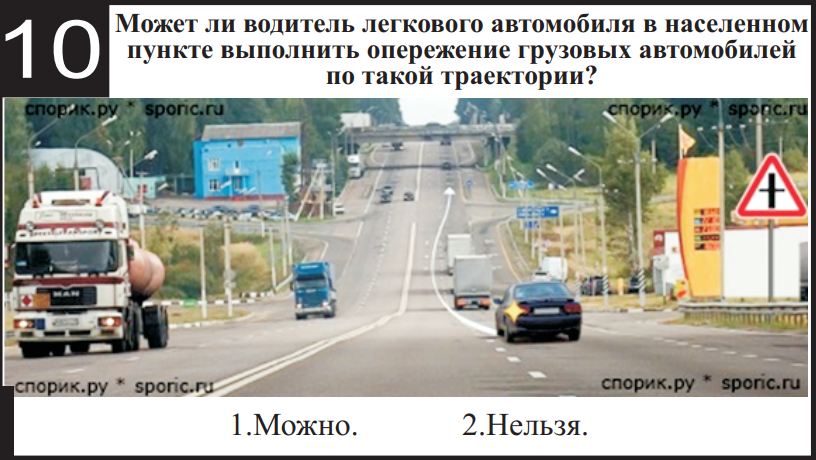 10
Может ли водитель легкового автомобиля в населенном
пункте выполнить опережение грузовых автомобилей
по такой траектории?
спорик.ру * sporic.ru
спорик.ру * sporic.ru
MAN
спорик.ру * sporic.ru
спорик.ру * sporic.ru
1.Можно.
2.Нельзя.